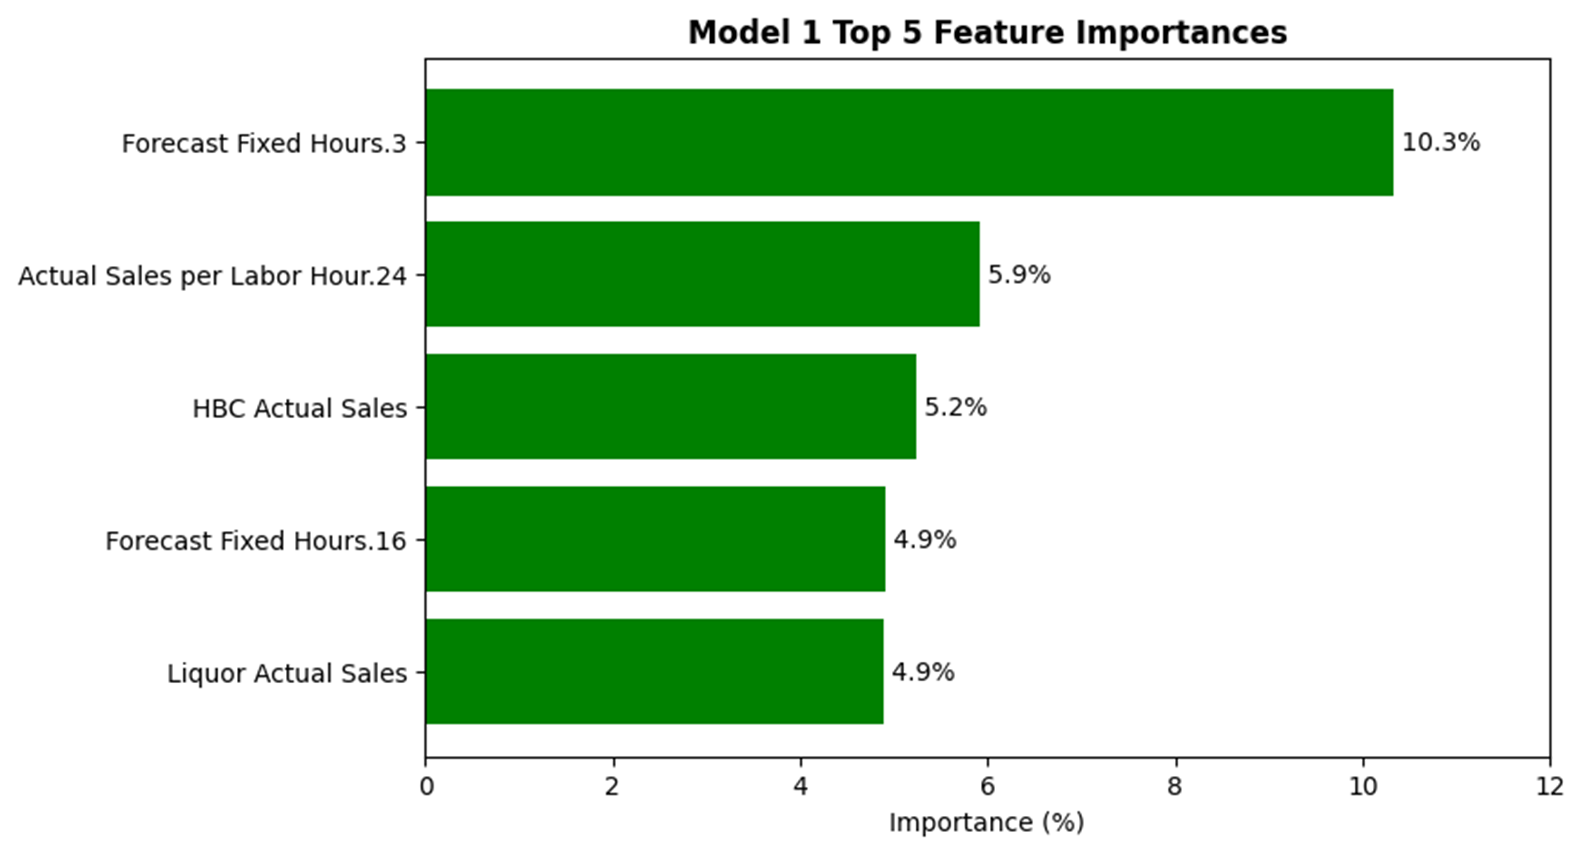 Model 1 Top 5 Feature Importances
Forecast Fixed Hours.3
10.3%
Actual Sales per Labor Hour.24
5.9%
HBC Actual Sales
5.2%
Forecast Fixed Hours.16
4.9%
Liquor Actual Sales
4.9%
0 2 4 6 8 10 12
Importance (%)